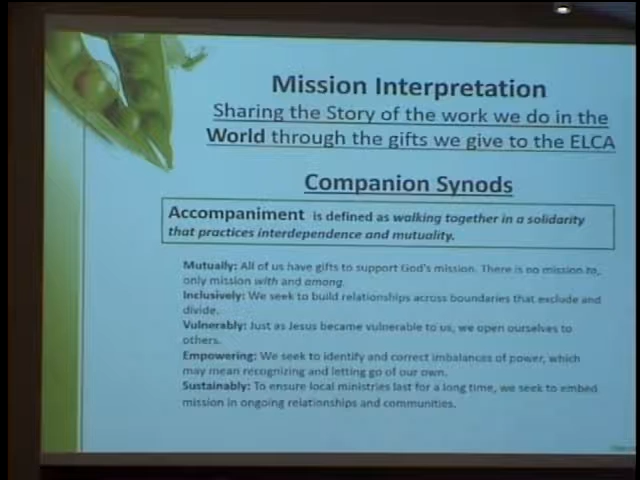 Mission Interpretation
Sharing the Story of the work we do in the
World through the gifts we give to the ELCA
Companion Synods
Accompaniment is defined as walking together in a solidarity
that practices interdependence and mutuality.
Mutually: All of us have gifts to support God's mission. There is no mission to,
only mission with and among.
Inclusively: We seek to build relationships across boundaries that exclude and
divide.
Vulnerably: Just as Jesus became vulnerable to us, we open ourselves to
others.
Empowering: We seek to identify and correct imbalances of power, which
may mean recognizing and letting go of our own.
Sustainably: To ensure local ministries last for a long time, we seek to embed
mission in ongoing relationships and communities.